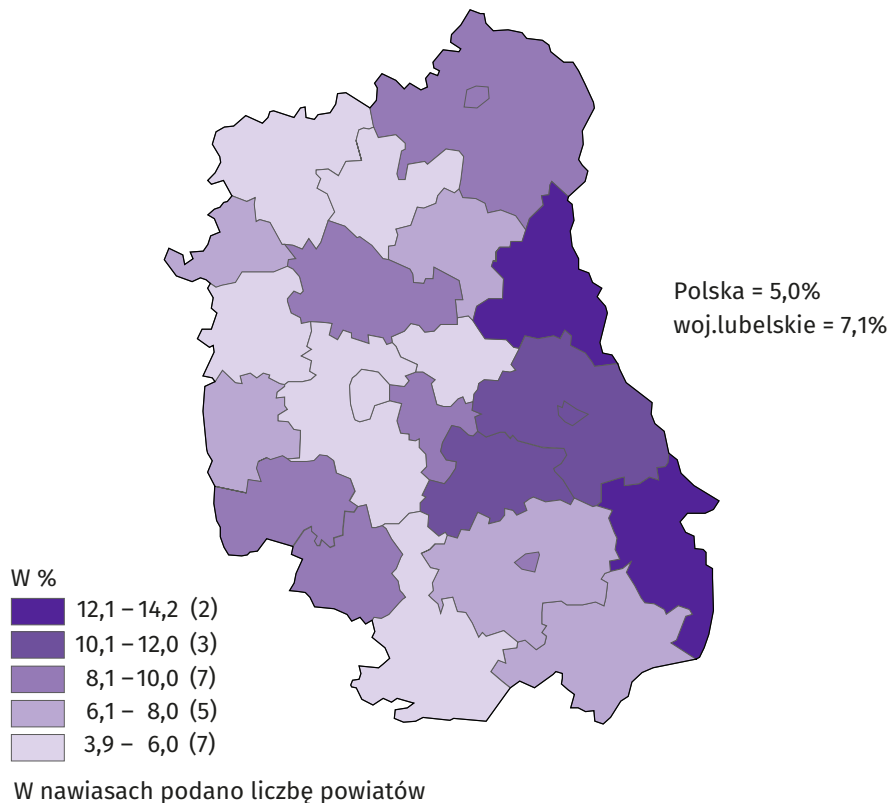 Polska = 5,0%
woj.lubelskie = 7,1%
W %
12,1 – 14,2 (2)
10,1 – 12,0 (3)
8,1 – 10,0 (7)
6,1 – 8,0 (5)
3,9 – 6,0 (7)
W nawiasach podano liczbę powiatów